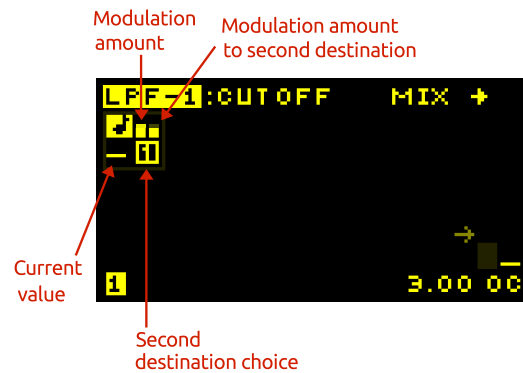 Modulation
amount
Modulation amount
to second destination
LPF-1:CUTOFF MIX →
Current
value
1
3.00 OC
Second
destination choice